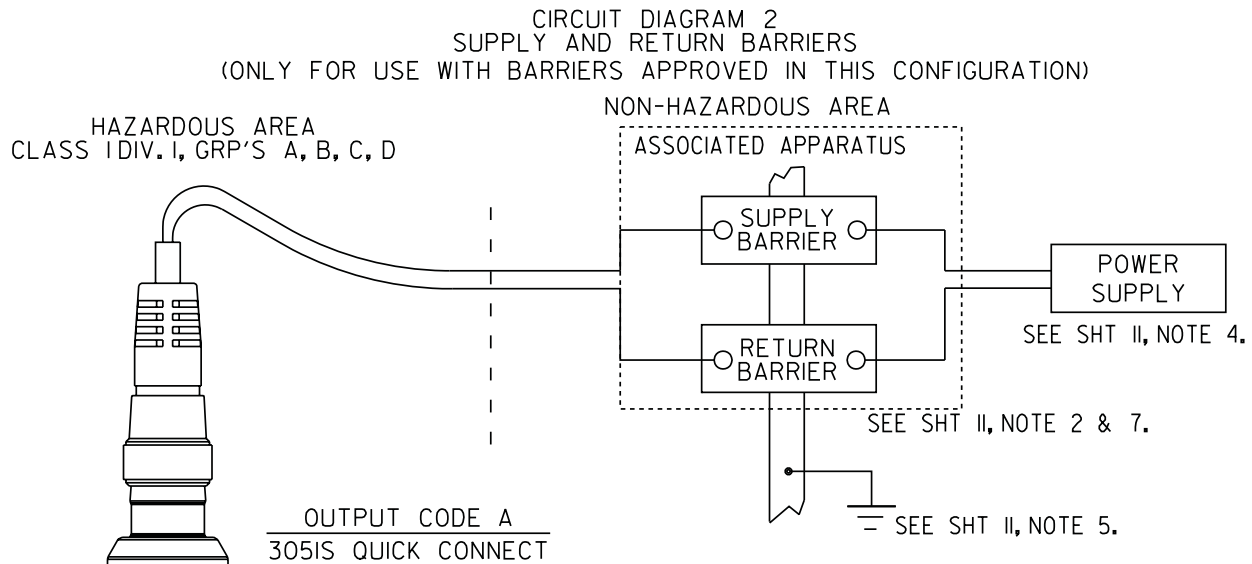 CIRCUIT DIAGRAM 2
SUPPLY AND RETURN BARRIERS
(ONLY FOR USE WITH BARRIERS APPROVED IN THIS CONFIGURATION)
NON-HAZARDOUS AREA
HAZARDOUS AREA
CLASS I DIV. I, GRP'S A, B, C, D
ASSOCIATED APPARATUS
SUPPLY
BARRIER
POWER
SUPPLY
SEE SHT II, NOTE 4.
RETURN
BARRIER
SEE SHT II, NOTE 2 & 7.
OUTPUT CODE A
3051S QUICK CONNECT
SEE SHT II, NOTE 5.